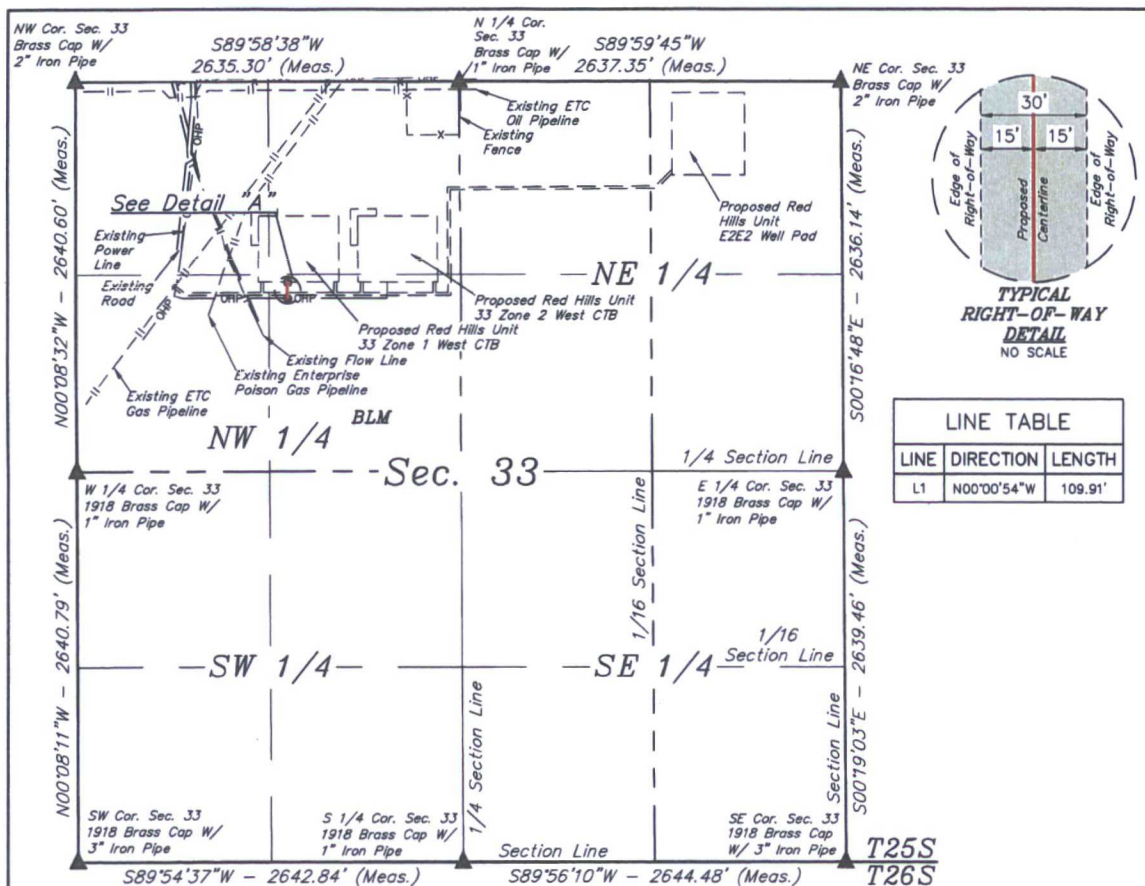 NW Cor. Sec. 33
Brass Cap W/
2" Iron Pipe
S89°58'38"W
2635.30' (Meas.)
N 1/4 Cor.
Sec. 33
Brass Cap W/
1" Iron Pipe
S89°59'45"W
2637.35' (Meas.)
NE Cor. Sec. 33
Brass Cap W/
2" Iron Pipe
Existing ETC
Oil Pipeline
Existing
Fence
OHP
30'
15' 15'
Edge of
Right-of-Way
Proposed
Centerline
Edge of
Right-of-Way
TYPICAL
RIGHT-OF-WAY
DETAIL
NO SCALE
N00°08'32"W - 2640.60' (Meas.)
See Detail "A"
Existing
Power
Line
Existing
Road
OHP
OHP
OHP
Proposed Red
Hills Unit
E2E2 Well Pad
S00°16'48"E - 2636.14' (Meas.)
NE 1/4
Proposed Red Hills Unit
33 Zone 2 West CTB
Proposed Red Hills Unit
33 Zone 1 West CTB
Existing Flow Line
Existing Enterprise
Poison Gas Pipeline
Existing ETC
Gas Pipeline
BLM
NW 1/4
LINE TABLE
LINE DIRECTION LENGTH
L1 N00°00'54"W 109.91'
Sec. 33
1/4 Section Line
W 1/4 Cor. Sec. 33
1918 Brass Cap W/
1" Iron Pipe
E 1/4 Cor. Sec. 33
1918 Brass Cap W/
1" Iron Pipe
N00°08'11"W - 2640.79' (Meas.)
1/16 Section Line
S00°19'03"E - 2639.46' (Meas.)
SW 1/4
SE 1/4
1/16
Section Line
1/4 Section Line
Section Line
SW Cor. Sec. 33
1918 Brass Cap W/
3" Iron Pipe
S 1/4 Cor. Sec. 33
1918 Brass Cap W/
1" Iron Pipe
SE Cor. Sec. 33
1918 Brass Cap
W/ 3" Iron Pipe
Section Line
T25S
T26S
S89°54'37"W - 2642.84' (Meas.)
S89°56'10"W - 2644.48' (Meas.)